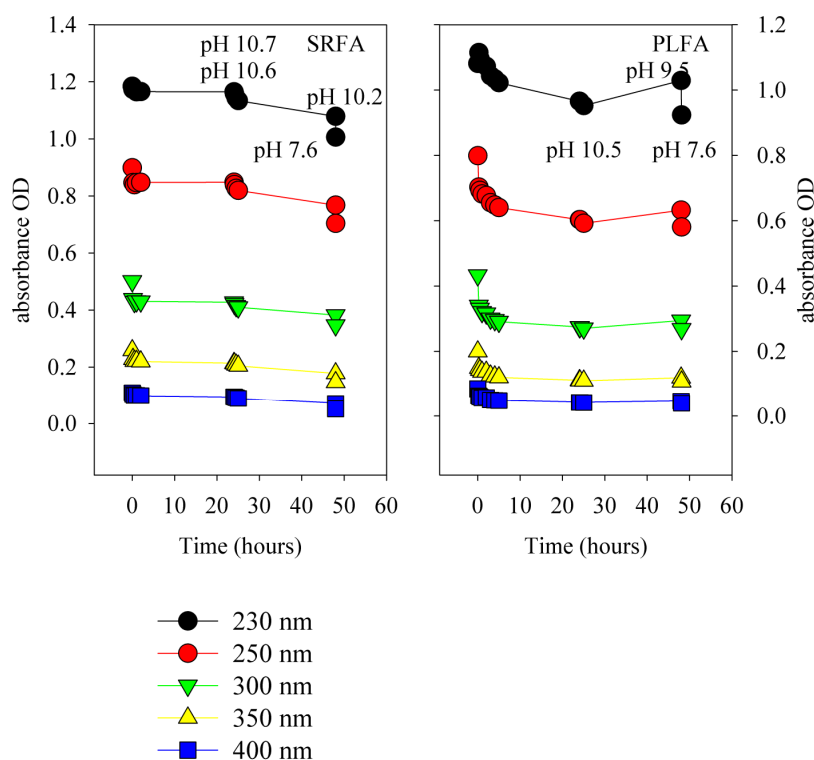 1.4
1.2
1.0
0.8
0.6
0.4
0.2
0.0
absorbance OD
pH 10.7 SRFA
pH 10.6
pH 10.2
pH 7.6
0 10 20 30 40 50 60
Time (hours)
PLFA
pH 9.5
pH 10.5 pH 7.6
1.2
1.0
0.8
0.6
0.4
0.2
0.0
absorbance OD
0 10 20 30 40 50 60
Time (hours)
230 nm
250 nm
300 nm
350 nm
400 nm